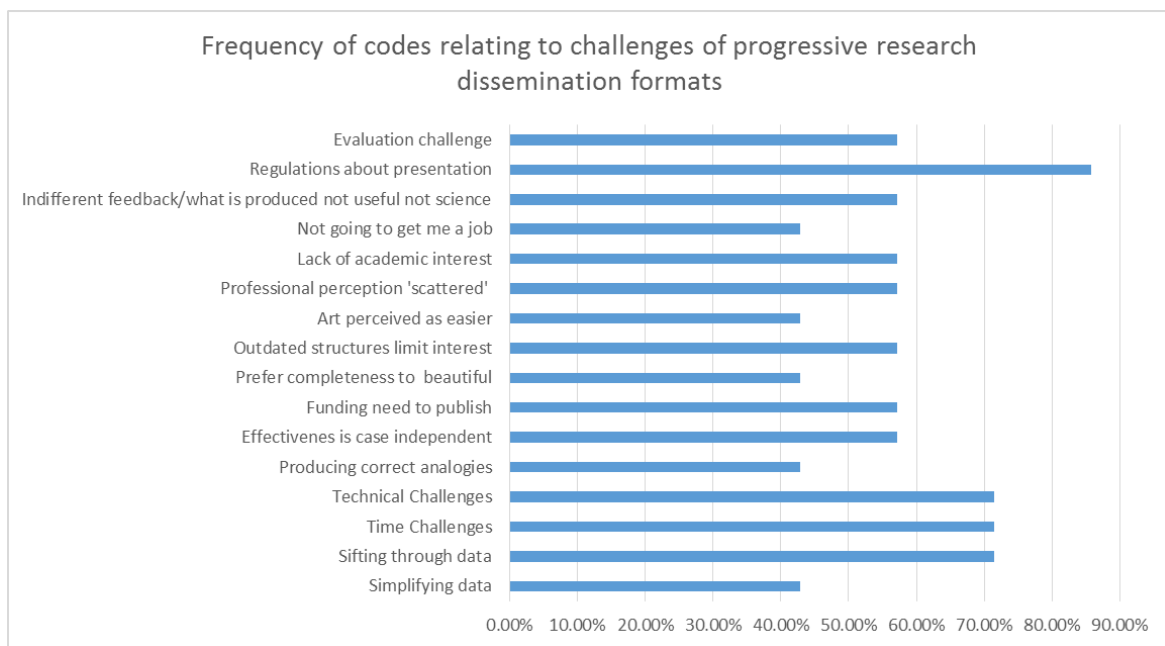 Frequency of codes relating to challenges of progressive research
dissemination formats
Evaluation challenge
Regulations about presentation
Indifferent feedback/what is produced not useful not science
Not going to get me a job
Lack of academic interest
Professional perception 'scattered'
Art perceived as easier
Outdated structures limit interest
Prefer completeness to beautiful
Funding need to publish
Effectivenes is case independent
Producing correct analogies
Technical Challenges
Time Challenges
Sifting through data
Simplifying data
0.00% 10.00% 20.00% 30.00% 40.00% 50.00% 60.00% 70.00% 80.00% 90.00%